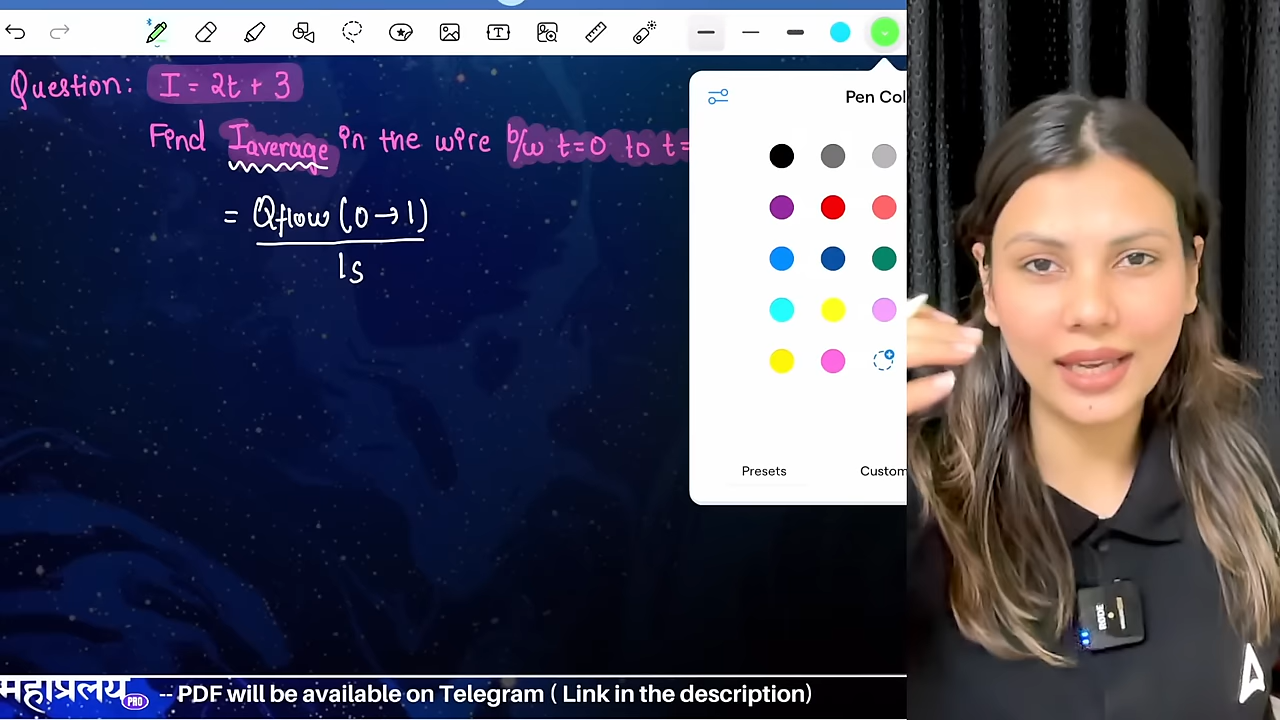 Question: I = 2t + 3
Find Iaverage in the wire b/w t=0 to t=
= Qflow (0→1)
1s
Pen Col
Presets
Custom
RODE
महाप्रलय PRO -- PDF will be available on Telegram ( Link in the description)